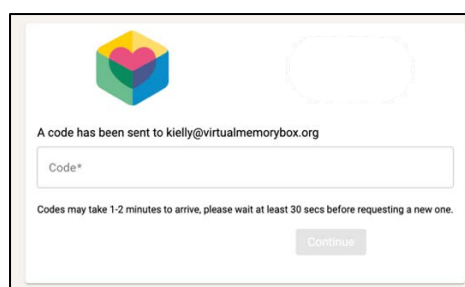 A code has been sent to kielly@virtualmemorybox.org
Code*
Codes may take 1-2 minutes to arrive, please wait at least 30 secs before requesting a new one.
Continue